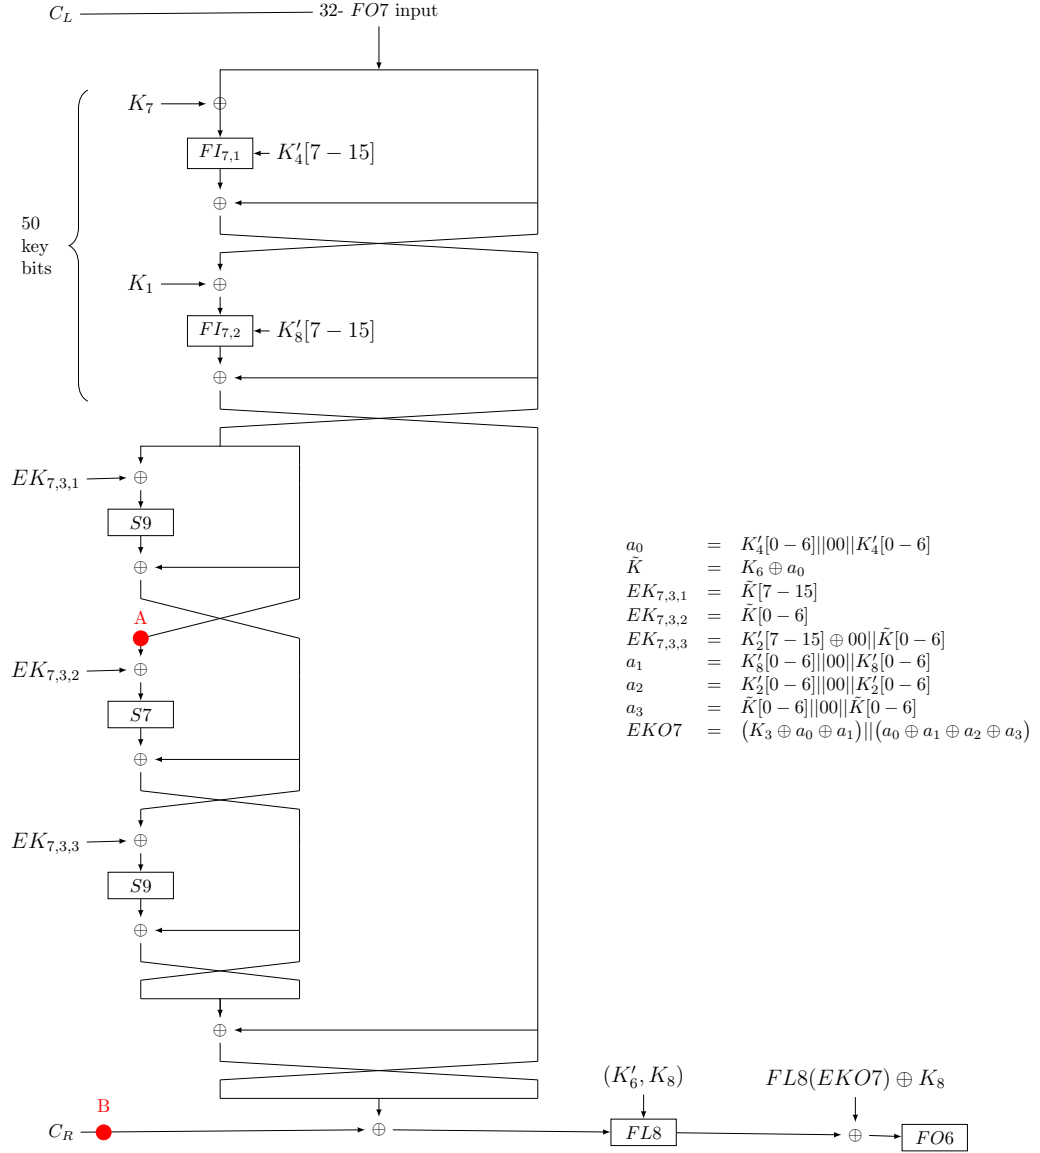 C_L 32- FO7 input
K_7 ⊕
FI_{7,1} K'_4[7 − 15]
⊕
50
key
bits
K_1 ⊕
FI_{7,2} K'_8[7 − 15]
⊕
EK_{7,3,1} ⊕
S9
⊕
A
EK_{7,3,2} ⊕
S7
⊕
EK_{7,3,3} ⊕
S9
⊕
⊕
a_0 = K'_4[0 − 6]||00||K'_4[0 − 6]
K̃ = K_6 ⊕ a_0
EK_{7,3,1} = K̃[7 − 15]
EK_{7,3,2} = K̃[0 − 6]
EK_{7,3,3} = K'_2[7 − 15] ⊕ 00||K̃[0 − 6]
a_1 = K'_8[0 − 6]||00||K'_8[0 − 6]
a_2 = K'_2[0 − 6]||00||K'_2[0 − 6]
a_3 = K̃[0 − 6]||00||K̃[0 − 6]
EKO7 = (K_3 ⊕ a_0 ⊕ a_1)||(a_0 ⊕ a_1 ⊕ a_2 ⊕ a_3)
(K'_6, K_8) FL8(EKO7) ⊕ K_8
B
C_R ⊕ FL8 ⊕ FO6